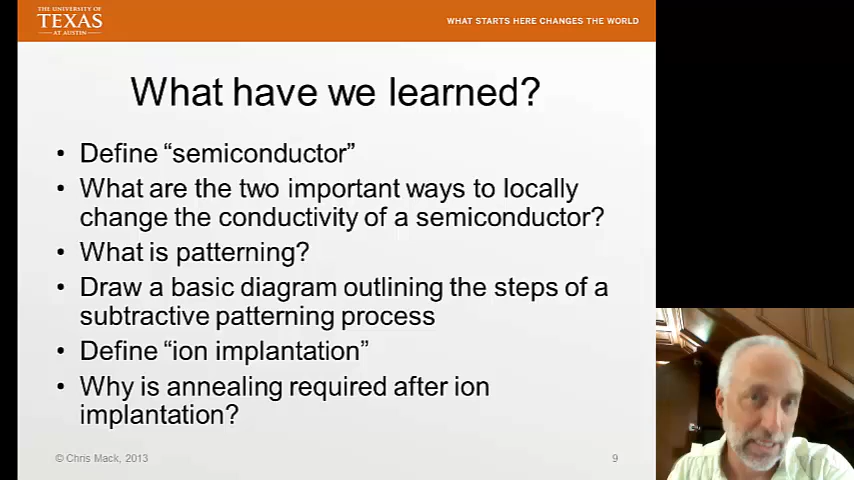 THE UNIVERSITY OF
TEXAS
AT AUSTIN
WHAT STARTS HERE CHANGES THE WORLD
What have we learned?
• Define “semiconductor”
• What are the two important ways to locally
change the conductivity of a semiconductor?
• What is patterning?
• Draw a basic diagram outlining the steps of a
subtractive patterning process
• Define “ion implantation”
• Why is annealing required after ion
implantation?
© Chris Mack, 2013
9